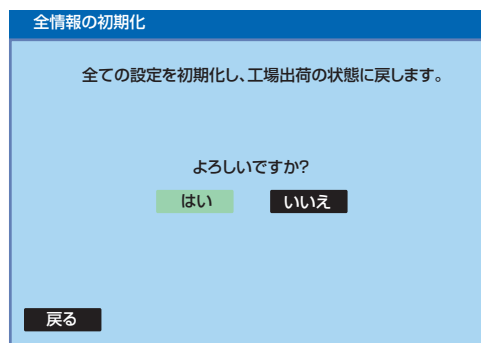 全情報の初期化
全ての設定を初期化し、工場出荷の状態に戻します。
よろしいですか?
はい いいえ
戻る